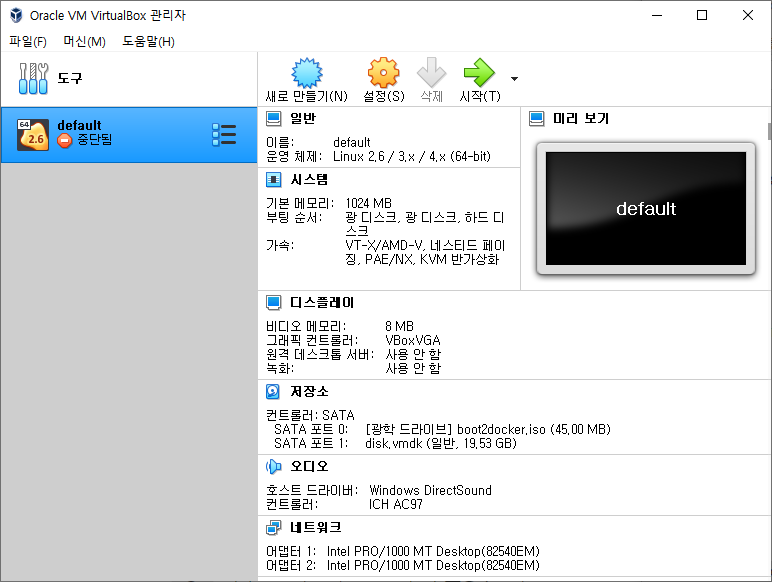 Oracle VM VirtualBox 관리자
파일(F) 머신(M) 도움말(H)
도구
새로 만들기(N) 설정(S) 삭제 시작(T)
64
2.6
default
중단됨
일반
이름: default
운영 체제: Linux 2.6 / 3.x / 4.x (64-bit)
미리 보기
default
시스템
기본 메모리: 1024 MB
부팅 순서: 광 디스크, 광 디스크, 하드 디
스크
가속: VT-X/AMD-V, 네스티드 페이
징, PAE/NX, KVM 반가상화
디스플레이
비디오 메모리: 8 MB
그래픽 컨트롤러: VBoxVGA
원격 데스크톱 서버: 사용 안 함
녹화: 사용 안 함
저장소
컨트롤러: SATA
SATA 포트 0: [광학 드라이브] boot2docker.iso (45.00 MB)
SATA 포트 1: disk.vmdk (일반, 19.53 GB)
오디오
호스트 드라이버: Windows DirectSound
컨트롤러: ICH AC97
네트워크
어댑터 1: Intel PRO/1000 MT Desktop(82540EM)
어댑터 2: Intel PRO/1000 MT Desktop(82540EM)